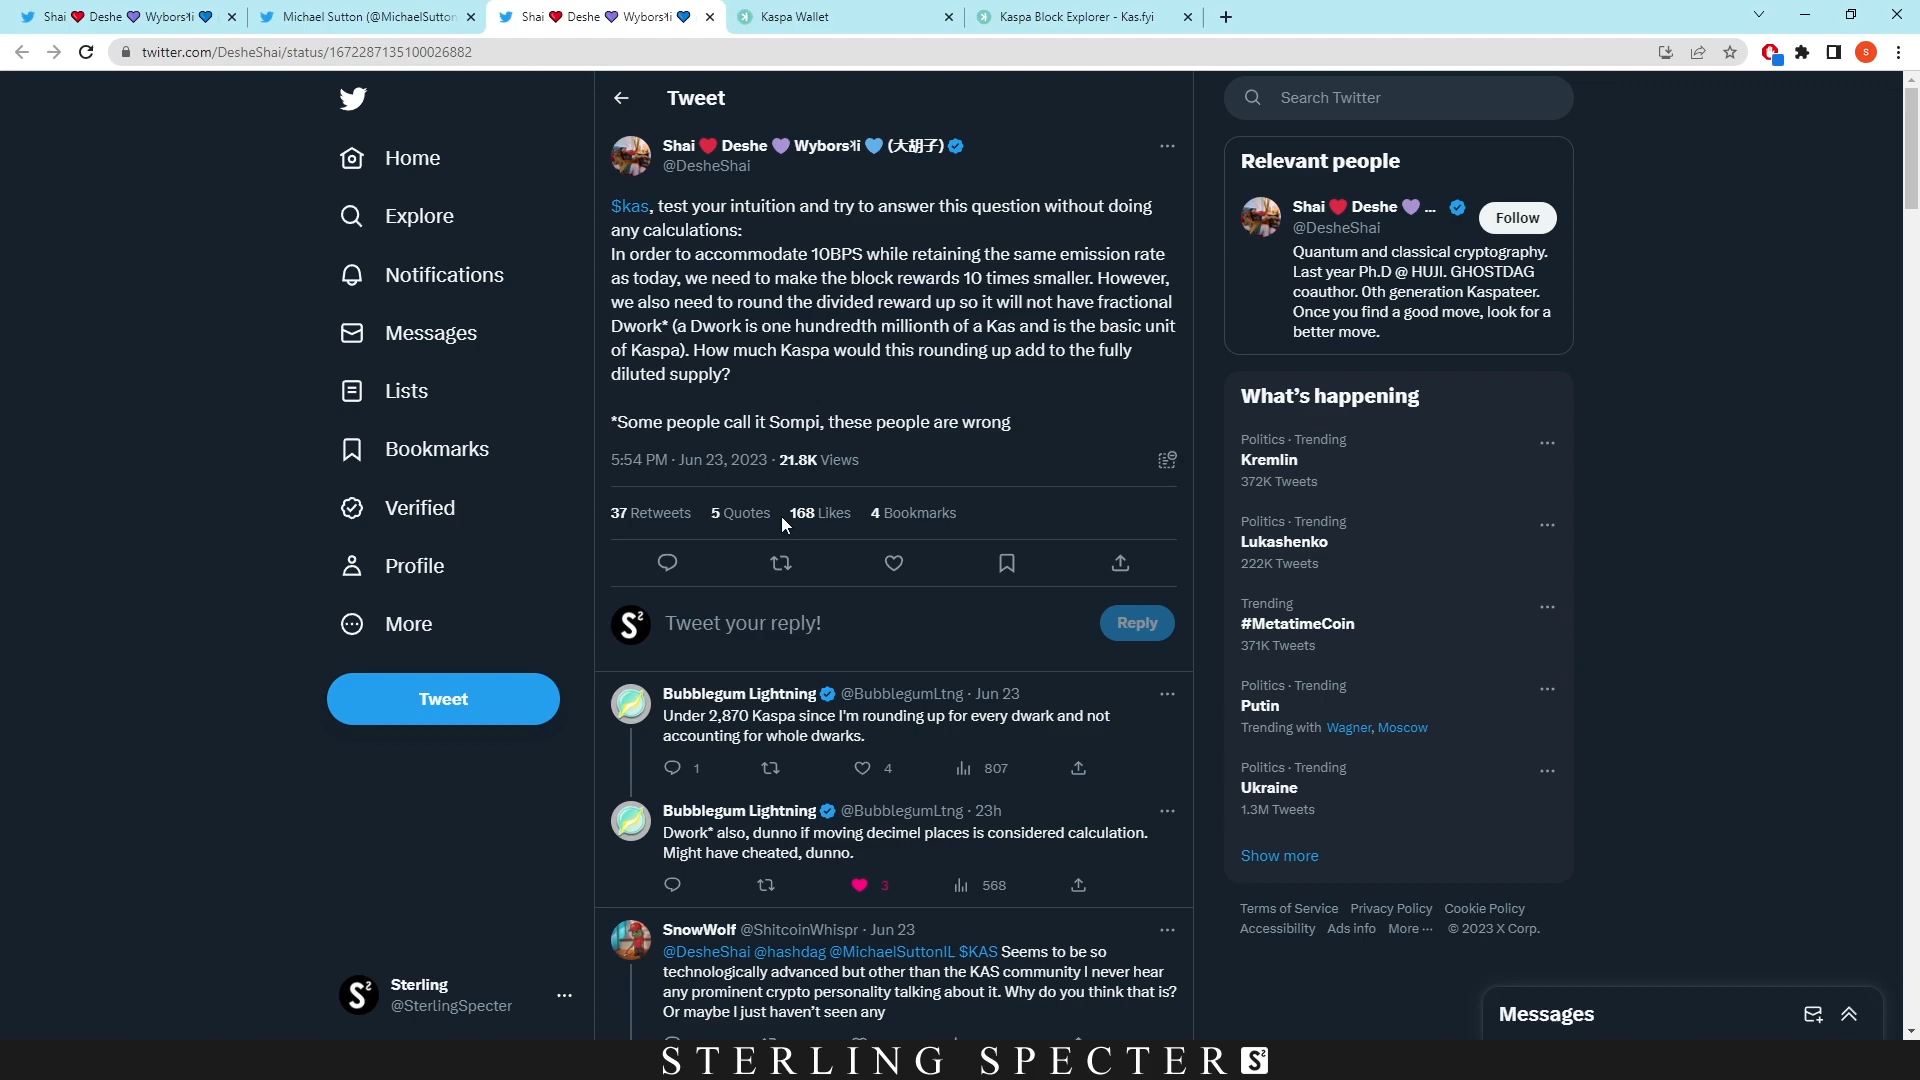 Shai ❤️ Deshe 💜 Wyborski 💙
Michael Sutton (@MichaelSutton
Shai ❤️ Deshe 💜 Wyborski 💙
Kaspa Wallet
Kaspa Block Explorer - Kas.fyi
twitter.com/DesheShai/status/1672287135100026882
S
Home
Explore
Notifications
Messages
Lists
Bookmarks
Verified
Profile
More
Tweet
Sterling
@SterlingSpecter
Tweet
Shai ❤️ Deshe 💜 Wybors𐤊i 💙 (大胡子)
@DesheShai
$kas, test your intuition and try to answer this question without doing
any calculations:
In order to accommodate 10BPS while retaining the same emission rate
as today, we need to make the block rewards 10 times smaller. However,
we also need to round the divided reward up so it will not have fractional
Dwork* (a Dwork is one hundredth millionth of a Kas and is the basic unit
of Kaspa). How much Kaspa would this rounding up add to the fully
diluted supply?
*Some people call it Sompi, these people are wrong
5:54 PM · Jun 23, 2023 · 21.8K Views
37 Retweets 5 Quotes 168 Likes 4 Bookmarks
S²
Tweet your reply!
Reply
Bubblegum Lightning @BubblegumLtng · Jun 23
Under 2,870 Kaspa since I'm rounding up for every dwark and not
accounting for whole dwarks.
1 4 807
Bubblegum Lightning @BubblegumLtng · 23h
Dwork* also, dunno if moving decimel places is considered calculation.
Might have cheated, dunno.
3 568
SnowWolf @ShitcoinWhispr · Jun 23
@DesheShai @hashdag @MichaelSuttonIL $KAS Seems to be so
technologically advanced but other than the KAS community I never hear
any prominent crypto personality talking about it. Why do you think that is?
Or maybe I just haven't seen any
Search Twitter
Relevant people
Shai ❤️ Deshe 💜 ...
@DesheShai
Follow
Quantum and classical cryptography.
Last year Ph.D @ HUJI. GHOSTDAG
coauthor. 0th generation Kaspateer.
Once you find a good move, look for a
better move.
What's happening
Politics · Trending
Kremlin
372K Tweets
Politics · Trending
Lukashenko
222K Tweets
Trending
#MetatimeCoin
371K Tweets
Politics · Trending
Putin
Trending with Wagner, Moscow
Politics · Trending
Ukraine
1.3M Tweets
Show more
Terms of Service Privacy Policy Cookie Policy
Accessibility Ads info More ··· © 2023 X Corp.
Messages
S²
STERLING SPECTER S²